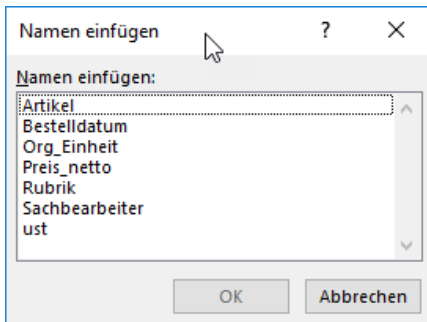 Namen einfügen ? ×
Namen einfügen:
Artikel
Bestelldatum
Org_Einheit
Preis_netto
Rubrik
Sachbearbeiter
ust
OK Abbrechen